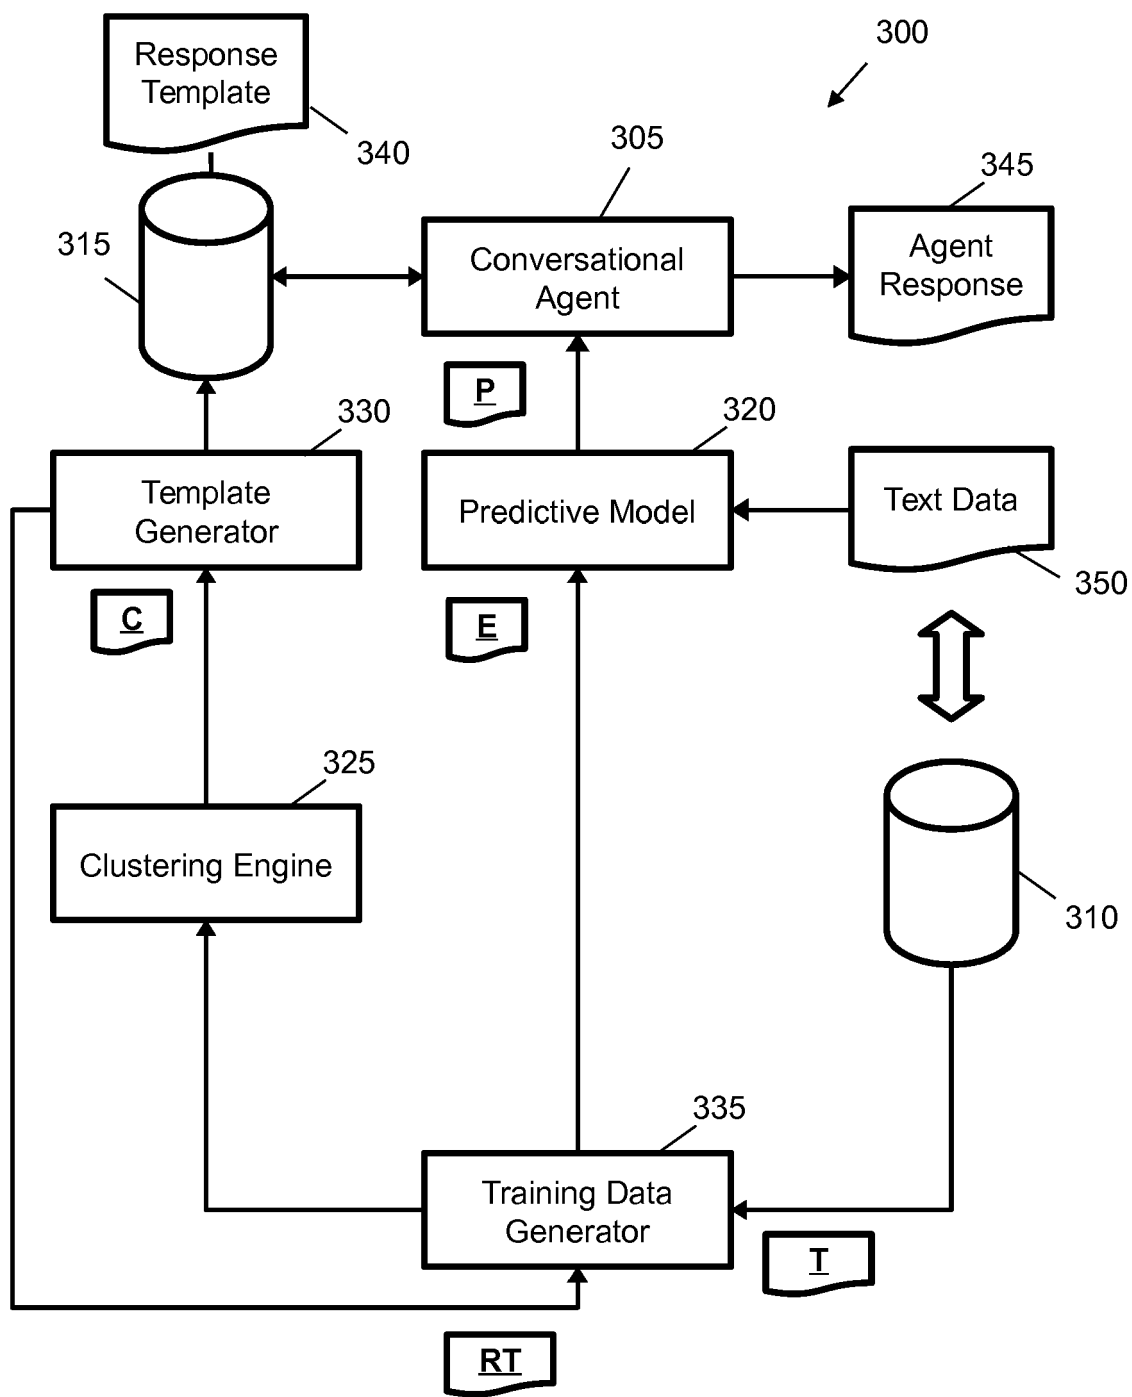 300
Response
Template
340
305
345
315
Conversational
Agent
Agent
Response
P
330
320
Template
Generator
Predictive Model
Text Data
350
C
E
325
Clustering Engine
310
335
Training Data
Generator
T
RT